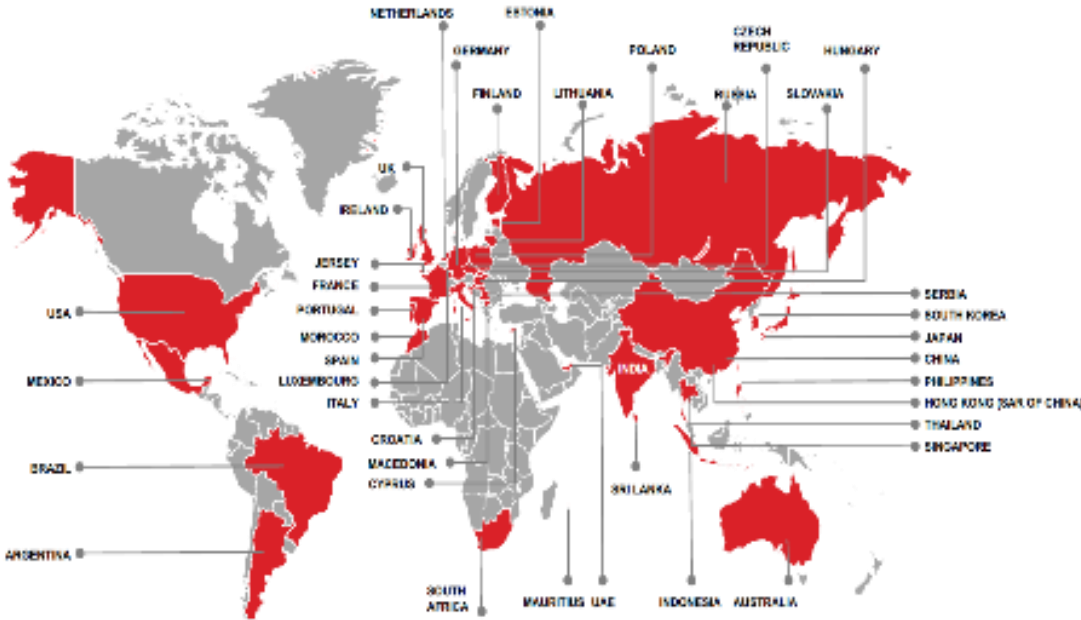 NETHERLANDS
ESTONIA
GERMANY
POLAND
CZECH
REPUBLIC
HUNGARY
FINLAND
LITHUANIA
RUSSIA
SLOVAKIA
UK
IRELAND
JERSEY
FRANCE
PORTUGAL
MOROCCO
SPAIN
LUXEMBOURG
ITALY
CROATIA
MACEDONIA
CYPRUS
USA
MEXICO
BRAZIL
ARGENTINA
INDIA
SERBIA
SOUTH KOREA
JAPAN
CHINA
PHILIPPINES
HONG KONG (SAR OF CHINA)
THAILAND
SINGAPORE
SRI LANKA
SOUTH
AFRICA
MAURITIUS
UAE
INDONESIA
AUSTRALIA